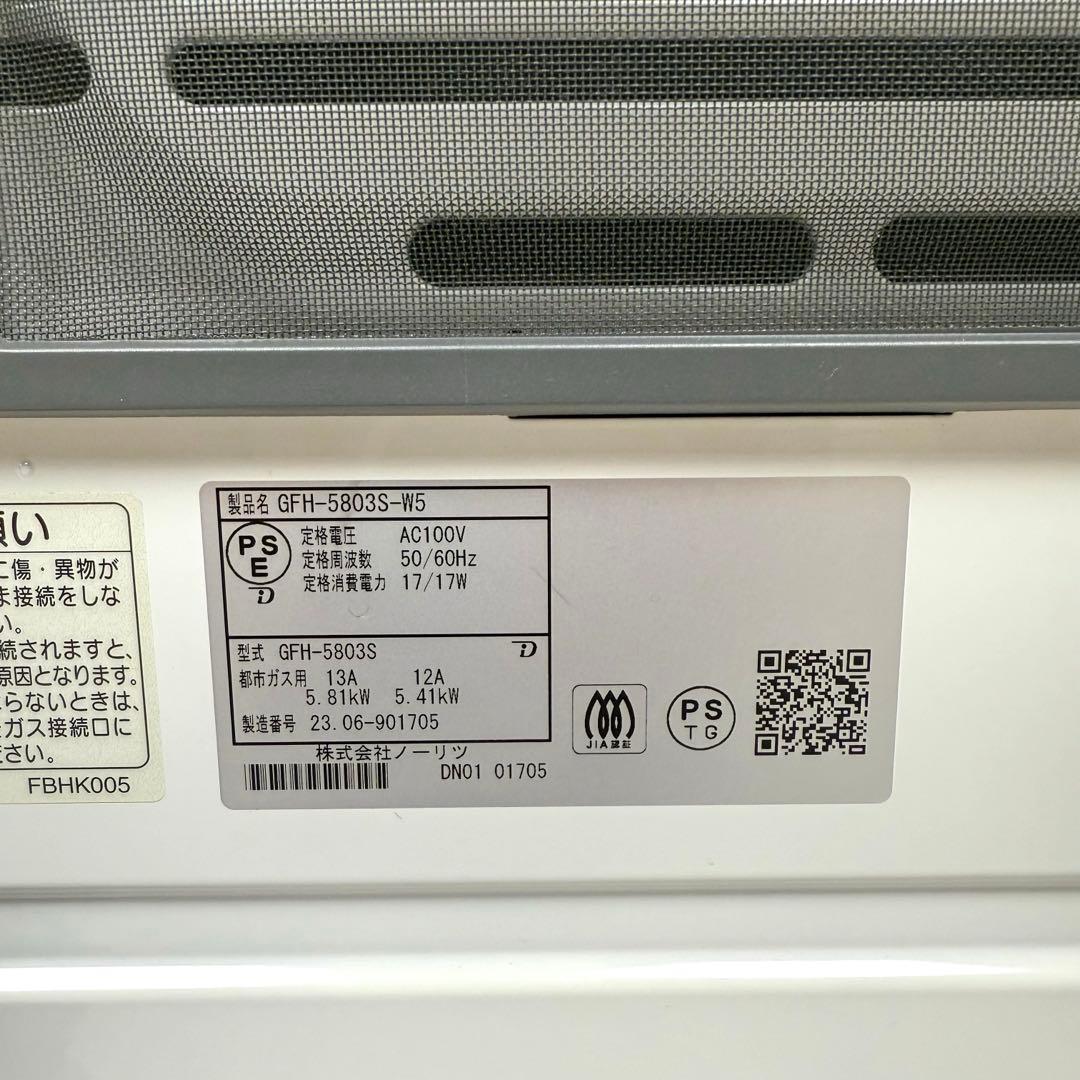 願い
に傷・異物が
ま接続をしな
い。
続されますと、
原因となります。
ならないときは、
ガス接続口に
ださい。
FBHK005
製品名 GFH-5803S-W5
PS
E
定格電圧 AC100V
定格周波数 50/60Hz
定格消費電力 17/17W
型式 GFH-5803S
都市ガス用 13A 12A
5.81kW 5.41kW
製造番号 23.06-901705
株式会社ノーリツ
DN01 01705
JIA認証
PS
TG